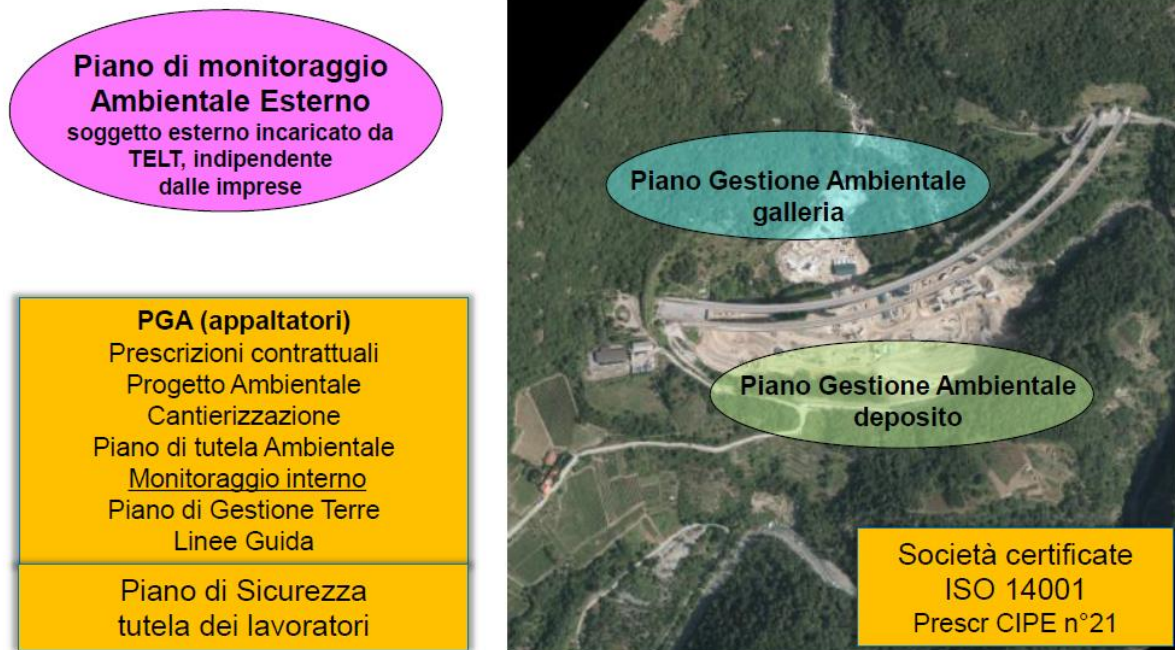 Piano di monitoraggio
Ambientale Esterno
soggetto esterno incaricato da
TELT, indipendente
dalle imprese
PGA (appaltatori)
Prescrizioni contrattuali
Progetto Ambientale
Cantierizzazione
Piano di tutela Ambientale
Monitoraggio interno
Piano di Gestione Terre
Linee Guida
Piano di Sicurezza
tutela dei lavoratori
Piano Gestione Ambientale
galleria
Piano Gestione Ambientale
deposito
Società certificate
ISO 14001
Prescr CIPE n°21